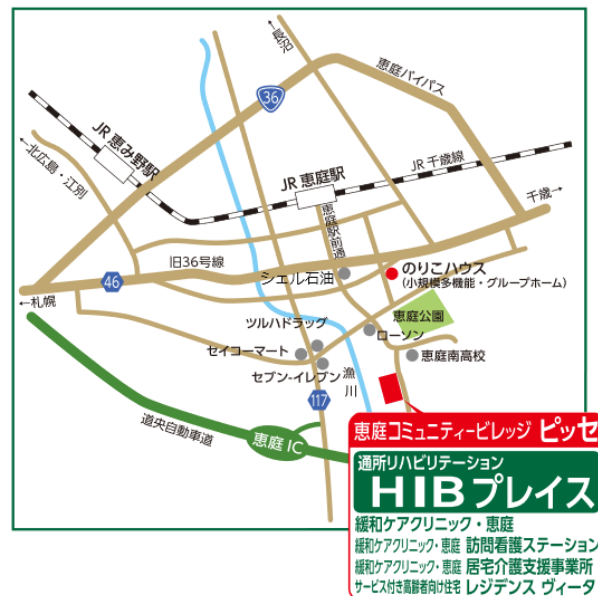 ↑長沼
恵庭バイパス
36
JR 恵み野駅
←北広島・江別
JR 恵庭駅
JR 千歳線
千歳→
恵庭駅前通
旧36号線
46
←札幌
シェル石油
のりこハウス
(小規模多機能・グループホーム)
恵庭公園
ツルハドラッグ
ローソン
セイコーマート
セブン-イレブン
恵庭南高校
漁川
117
道央自動車道
恵庭 IC
恵庭コミュニティービレッジ ピッセ
通所リハビリテーション
HIBプレイス
緩和ケアクリニック・恵庭
緩和ケアクリニック・恵庭 訪問看護ステーション
緩和ケアクリニック・恵庭 居宅介護支援事業所
サービス付き高齢者向け住宅 レジデンス ヴィータ